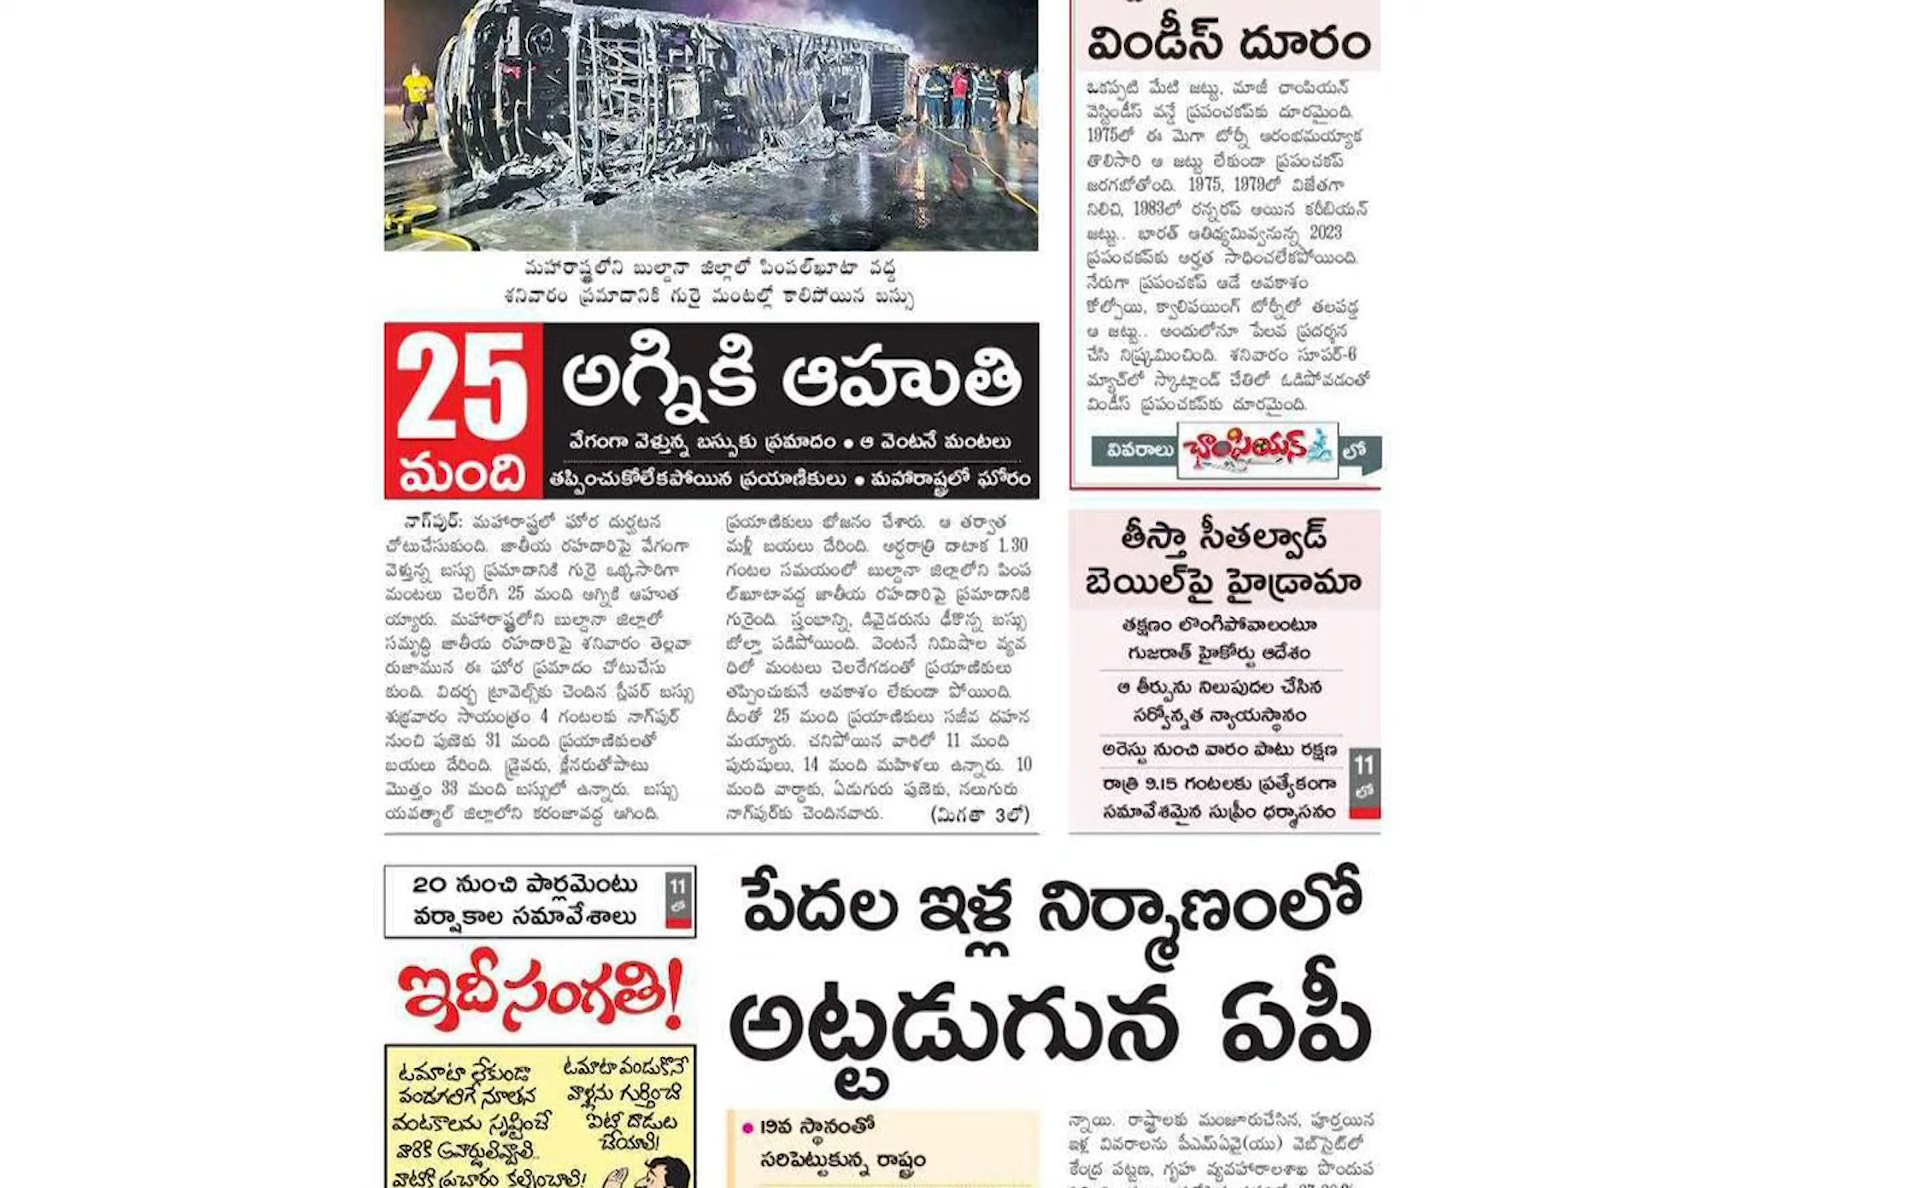 మహారాష్ట్రలోని బుల్దానా జిల్లాలో పింపల్‌ఖూటా వద్ద
శనివారం ప్రమాదానికి గురై మంటల్లో కాలిపోయిన బస్సు
25
మంది
అగ్నికి ఆహుతి
వేగంగా వెళ్తున్న బస్సుకు ప్రమాదం ● ఆ వెంటనే మంటలు
తప్పించుకోలేకపోయిన ప్రయాణికులు ● మహారాష్ట్రలో ఘోరం
నాగ్‌పుర్: మహారాష్ట్రలో ఘోర దుర్ఘటన
చోటుచేసుకుంది. జాతీయ రహదారిపై వేగంగా
వెళ్తున్న బస్సు ప్రమాదానికి గురై ఒక్కసారిగా
మంటలు చెలరేగి 25 మంది అగ్నికి ఆహుత
య్యారు. మహారాష్ట్రలోని బుల్దానా జిల్లాలో
సమృద్ధి జాతీయ రహదారిపై శనివారం తెల్లవా
రుజామున ఈ ఘోర ప్రమాదం చోటుచేసు
కుంది. విదర్భ ట్రావెల్స్‌కు చెందిన స్లీపర్ బస్సు
శుక్రవారం సాయంత్రం 4 గంటలకు నాగ్‌పుర్
నుంచి పుణెకు 31 మంది ప్రయాణికులతో
బయలు దేరింది. డ్రైవరు, క్లీనరుతోపాటు
మొత్తం 33 మంది బస్సులో ఉన్నారు. బస్సు
యవత్మాల్ జిల్లాలోని కరంజావద్ద ఆగింది.
ప్రయాణికులు భోజనం చేశారు. ఆ తర్వాత
మళ్లీ బయలు దేరింది. అర్ధరాత్రి దాటాక 1.30
గంటల సమయంలో బుల్దానా జిల్లాలోని పింప
ల్‌ఖూటావద్ద జాతీయ రహదారిపై ప్రమాదానికి
గురైంది. స్తంభాన్ని, డివైడరును ఢీకొన్న బస్సు
బోల్తా పడిపోయింది. వెంటనే నిమిషాల వ్యవ
ధిలో మంటలు చెలరేగడంతో ప్రయాణికులు
తప్పించుకునే అవకాశం లేకుండా పోయింది.
దీంతో 25 మంది ప్రయాణికులు సజీవ దహన
మయ్యారు. చనిపోయిన వారిలో 11 మంది
పురుషులు, 14 మంది మహిళలు ఉన్నారు. 10
మంది వార్ధాకు, ఏడుగురు పుణెకు, నలుగురు
నాగ్‌పుర్‌కు చెందినవారు. (మిగతా 3లో)
విండీస్ దూరం
ఒకప్పటి మేటి జట్టు, మాజీ ఛాంపియన్
వెస్టిండీస్ వన్డే ప్రపంచకప్‌కు దూరమైంది.
1975లో ఈ మెగా టోర్నీ ఆరంభమయ్యాక
తొలిసారి ఆ జట్టు లేకుండా ప్రపంచకప్
జరగబోతోంది. 1975, 1979లో విజేతగా
నిలిచి, 1983లో రన్నరప్ అయిన కరీబియన్
జట్టు.. భారత్ ఆతిథ్యమివ్వనున్న 2023
ప్రపంచకప్‌కు అర్హత సాధించలేకపోయింది.
నేరుగా ప్రపంచకప్ ఆడే అవకాశం
కోల్పోయి, క్వాలిఫయింగ్ టోర్నీలో తలపడ్డ
ఆ జట్టు.. అందులోనూ పేలవ ప్రదర్శన
చేసి నిష్క్రమించింది. శనివారం సూపర్-6
మ్యాచ్‌లో స్కాట్లాండ్ చేతిలో ఓడిపోవడంతో
విండీస్ ప్రపంచకప్‌కు దూరమైంది.
వివరాలు ఛాంపియన్ లో
తీస్తా సీతల్వాడ్
బెయిల్‌పై హైడ్రామా
తక్షణం లొంగిపోవాలంటూ
గుజరాత్ హైకోర్టు ఆదేశం
ఆ తీర్పును నిలుపుదల చేసిన
సర్వోన్నత న్యాయస్థానం
అరెస్టు నుంచి వారం పాటు రక్షణ
రాత్రి 9.15 గంటలకు ప్రత్యేకంగా
సమావేశమైన సుప్రీం ధర్మాసనం
11
లో
20 నుంచి పార్లమెంటు
వర్షాకాల సమావేశాలు
11
లో
ఇదీసంగతి!
టమాటా లేకుండా
వండగలిగే నూతన
వంటకాలను సృష్టించే
వారికి అవార్డులివ్వాలి..
వాటికి ప్రచారం కల్పించాలి!
టమాటా వండుకొనే
వాళ్లను గుర్తించి
ఐటీ దాడులు
చేయాలి!
పేదల ఇళ్ల నిర్మాణంలో
అట్టడుగున ఏపీ
● 19వ స్థానంతో
సరిపెట్టుకున్న రాష్ట్రం
న్నాయి. రాష్ట్రాలకు మంజూరుచేసిన, పూర్తయిన
ఇళ్ల వివరాలను పీఎమ్ఏవై(యు) వెబ్‌సైట్‌లో
కేంద్ర పట్టణ, గృహ వ్యవహారాలశాఖ పొందుప